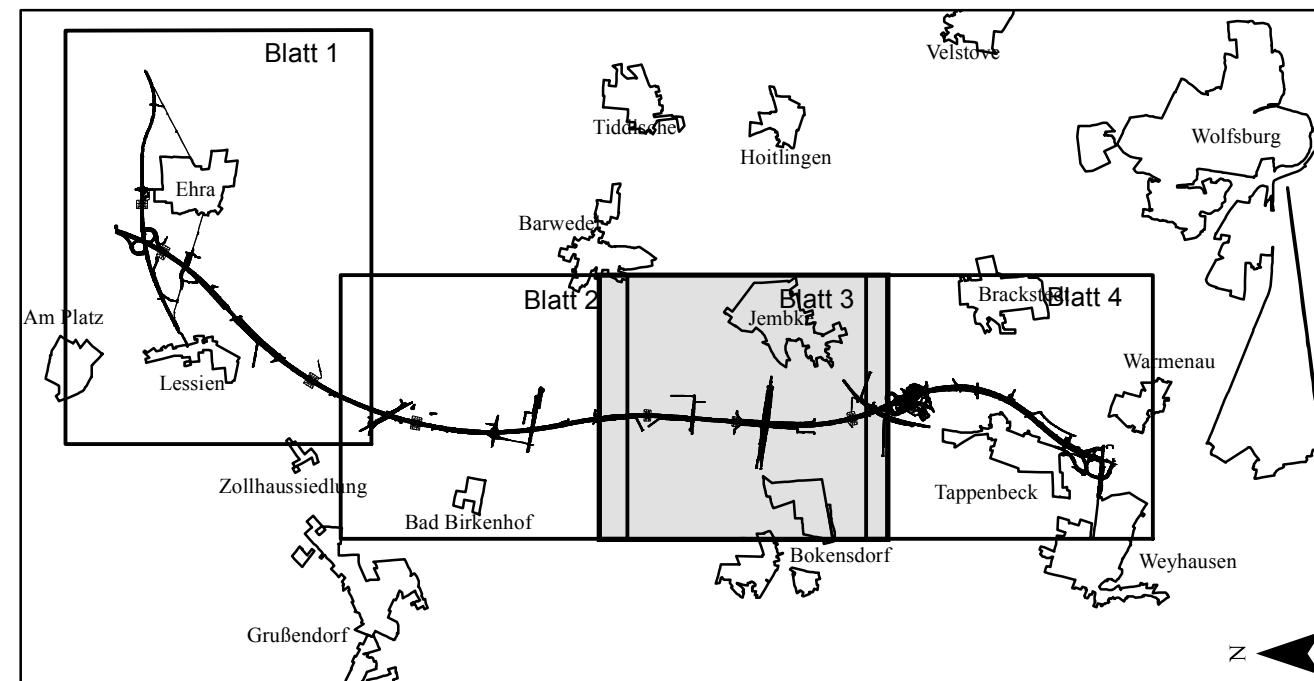 Velstove
Blatt 1
Tiddische
Wolfsburg
Hoitlingen
Ehra
Barwedel
Blatt 2
Blatt 3
Brackstedt
Blatt 4
Am Platz
Jembke
Warmenau
Lessien
Zollhaussiedlung
Tappenbeck
Bad Birkenhof
Bokensdorf
Weyhausen
Grußendorf
N